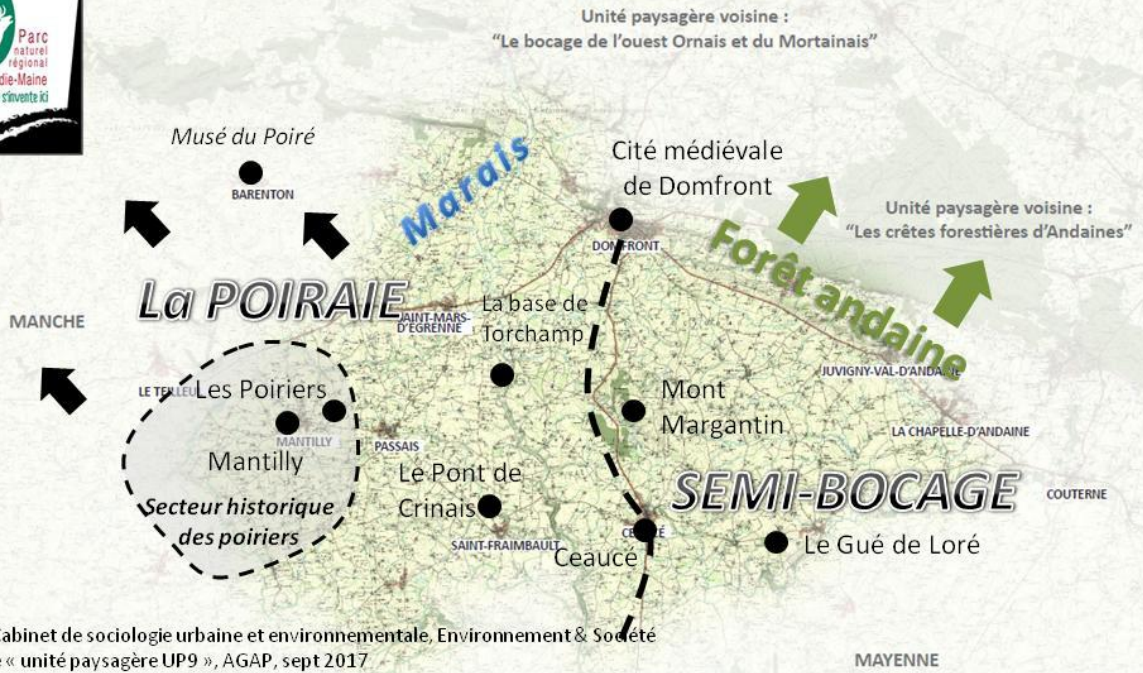 Parc
naturel
régional
die-Maine
s'invente ici
Unité paysagère voisine :
"Le bocage de l'ouest Ornais et du Mortainais"
Musé du Poiré
BARENTON
Marais
Cité médiévale
de Domfront
DOMFRONT
Unité paysagère voisine :
"Les crêtes forestières d'Andaines"
Forêt andaine
La POIRAIE
MANCHE
SAINT-MARS-
D'EGRENNE
La base de
Torchamp
JUVIGNY-VAL-D'ANDAINE
LE TEILLEUL
Les Poiriers
MANTILLY
Mantilly
PASSAIS
Mont
Margantin
LA CHAPELLE-D'ANDAINE
Secteur historique
des poiriers
Le Pont de
Crinais
SAINT-FRAIMBAULT
SEMI-BOCAGE
COUTERNE
CEAUCÉ
Ceaucé
Le Gué de Loré
Cabinet de sociologie urbaine et environnementale, Environnement & Société
« unité paysagère UP9 », AGAP, sept 2017
MAYENNE